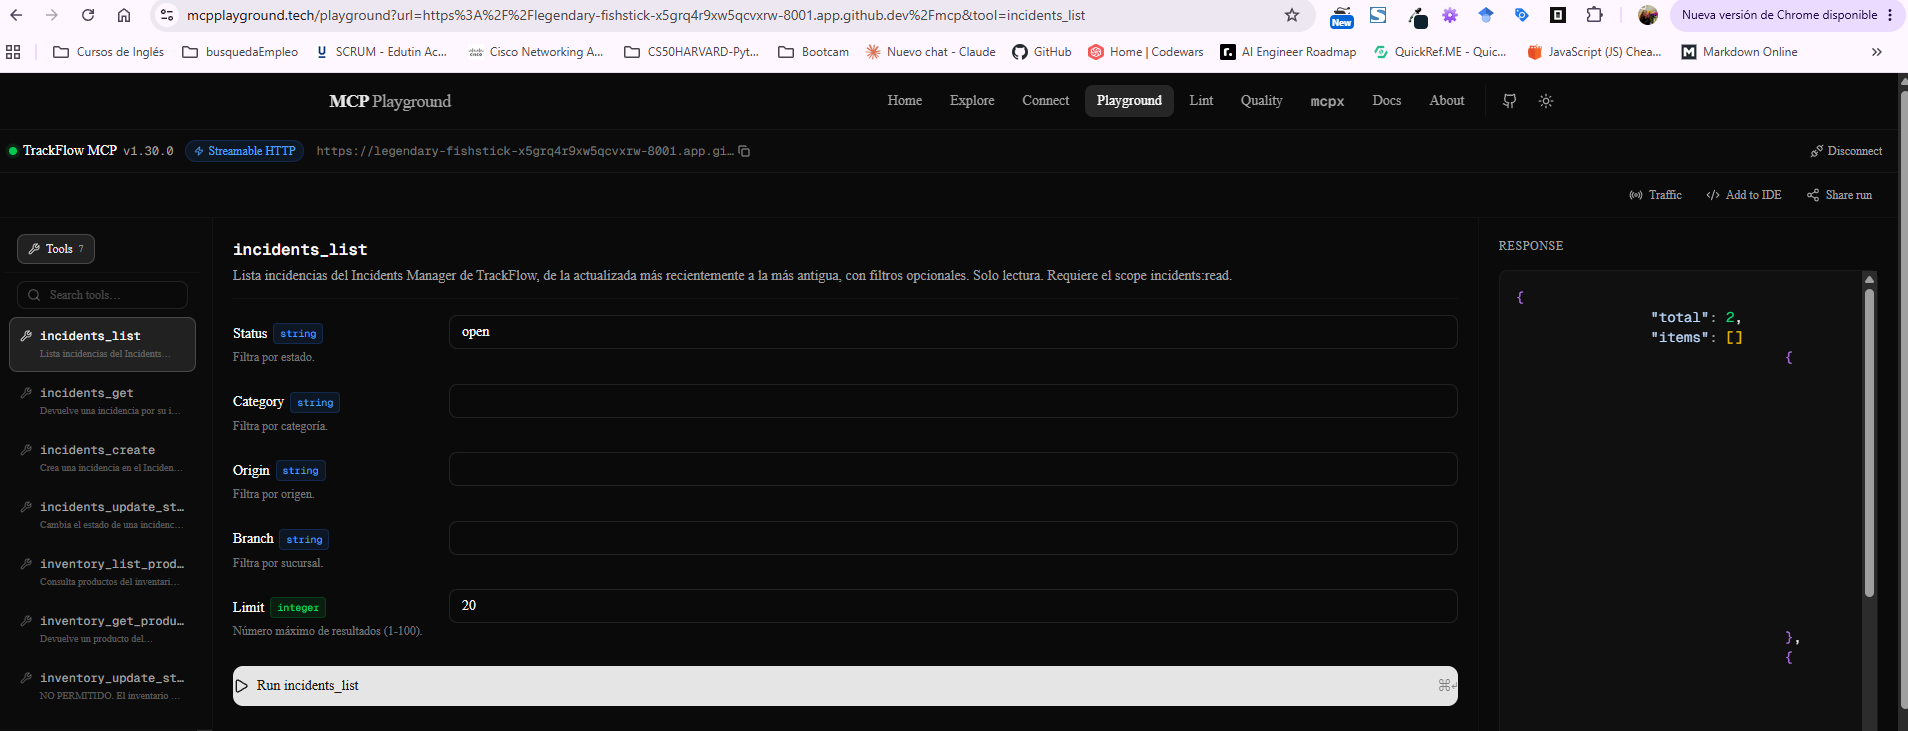 mcpplayground.tech/playground?url=https%3A%2F%2Flegendary-fishstick-x5grq4r9xw5qcvxrw-8001.app.github.dev%2Fmcp&tool=incidents_list
New
Nueva versión de Chrome disponible
Cursos de Inglés
busquedaEmpleo
SCRUM - Edutin Ac...
Cisco Networking A...
CS50HARVARD-Pyt...
Bootcam
Nuevo chat - Claude
GitHub
Home | Codewars
AI Engineer Roadmap
QuickRef.ME - Quic...
JavaScript (JS) Chea...
Markdown Online
MCP Playground
Home
Explore
Connect
Playground
Lint
Quality
mcpx
Docs
About
TrackFlow MCP v1.30.0
Streamable HTTP
https://legendary-fishstick-x5grq4r9xw5qcvxrw-8001.app.gi...
Disconnect
Traffic
Add to IDE
Share run
Tools 7
Search tools...
incidents_list
Lista incidencias del Incidents...
incidents_get
Devuelve una incidencia por su i...
incidents_create
Crea una incidencia en el Inciden...
incidents_update_st...
Cambia el estado de una incidenc...
inventory_list_prod...
Consulta productos del inventari...
inventory_get_produ...
Devuelve un producto del...
inventory_update_st...
NO PERMITIDO. El inventario ...
incidents_list
Lista incidencias del Incidents Manager de TrackFlow, de la actualizada más recientemente a la más antigua, con filtros opcionales. Solo lectura. Requiere el scope incidents:read.
Status string
open
Filtra por estado.
Category string
Filtra por categoría.
Origin string
Filtra por origen.
Branch string
Filtra por sucursal.
Limit integer
20
Número máximo de resultados (1-100).
Run incidents_list
⌘↵
RESPONSE
{
"total": 2,
"items": []
{
},
{